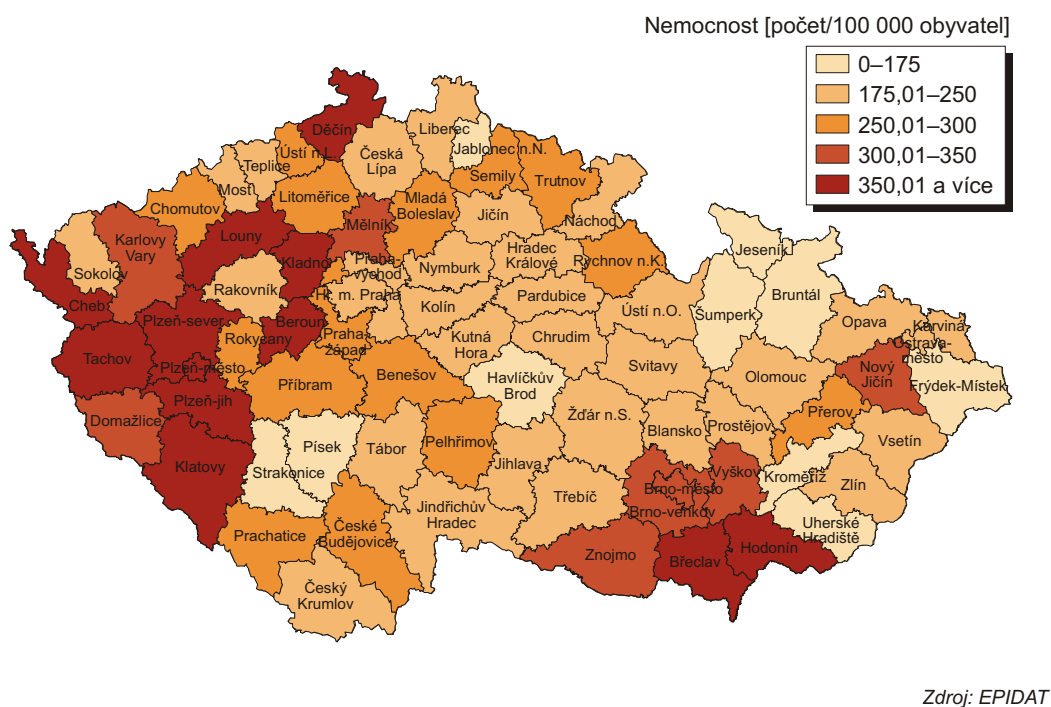 Nemocnost [počet/100 000 obyvatel]
0–175
175,01–250
250,01–300
300,01–350
350,01 a více
Děčín
Liberec
Jablonec n.N.
Ústí n.L.
Teplice
Česká
Lípa
Semily
Trutnov
Most
Chomutov
Litoměřice
Mladá
Boleslav
Jičín
Náchod
Mělník
Karlovy
Vary
Louny
Sokolov
Kladno
Praha-
východ
Nymburk
Hradec
Králové
Rychnov n.K.
Jeseník
Rakovník
Hl. m. Praha
Kolín
Pardubice
Bruntál
Cheb
Plzeň-sever
Beroun
Ústí n.O.
Šumperk
Opava
Karviná
Ostrava-
město
Rokycany
Praha-
západ
Kutná
Hora
Chrudim
Tachov
Plzeň-město
Svitavy
Nový
Jičín
Benešov
Havlíčkův
Brod
Olomouc
Frýdek-Místek
Příbram
Plzeň-jih
Přerov
Domažlice
Žďár n.S.
Blansko
Prostějov
Vsetín
Písek
Tábor
Pelhřimov
Klatovy
Strakonice
Jihlava
Vyškov
Kroměříž
Zlín
Brno-město
Třebíč
Brno-venkov
Jindřichův
Hradec
České
Budějovice
Prachatice
Uherské
Hradiště
Znojmo
Břeclav
Hodonín
Český
Krumlov
Zdroj: EPIDAT